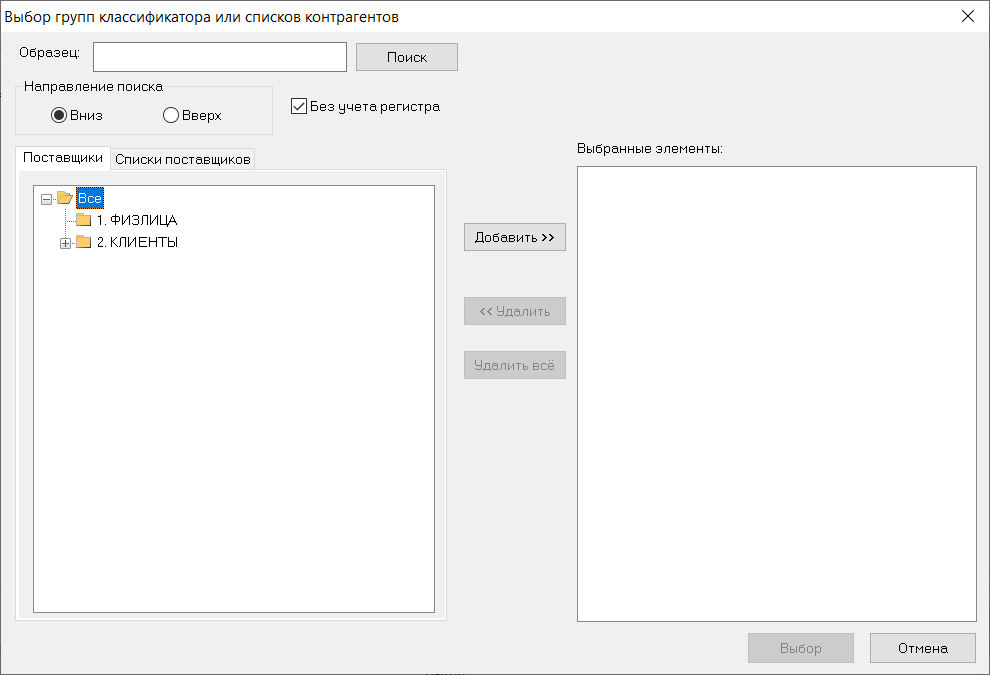 Выбор групп классификатора или списков контрагентов
Образец:
Поиск
Направление поиска
Вниз
Вверх
Без учета регистра
Поставщики
Списки поставщиков
Выбранные элементы:
Все
1. ФИЗЛИЦА
2. КЛИЕНТЫ
Добавить >>
<< Удалить
Удалить всё
Выбор
Отмена